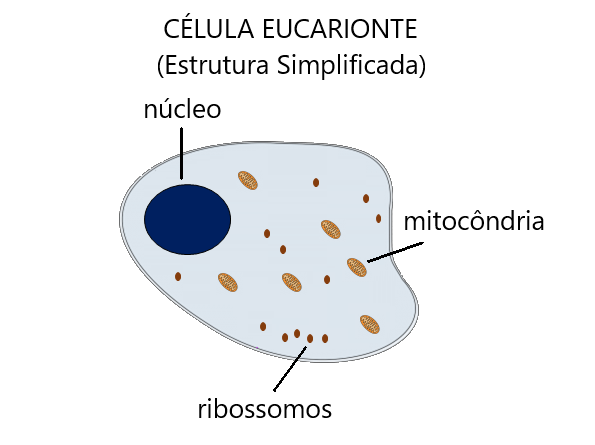 CÉLULA EUCARIONTE
(Estrutura Simplificada)
núcleo
mitocôndria
ribossomos